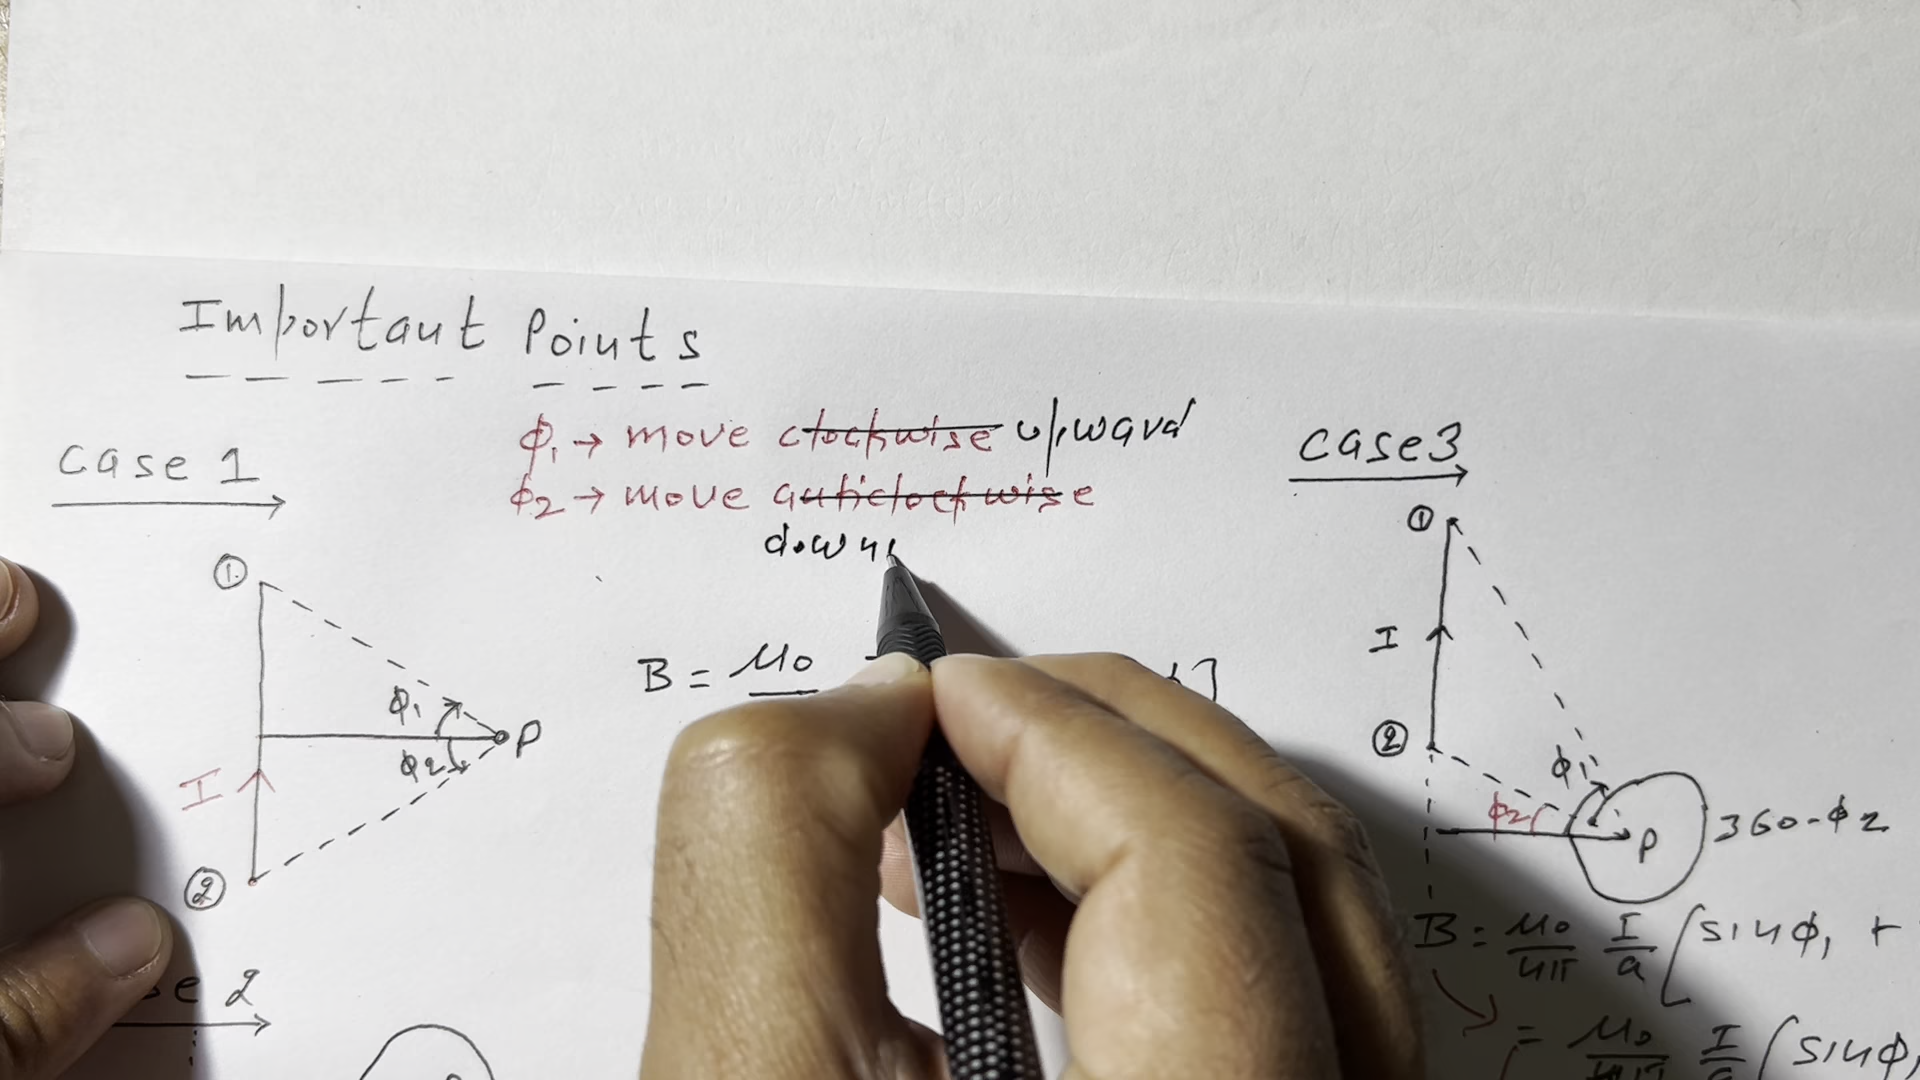 Important Points
ϕ1 → move clockwise upward
ϕ2 → move anticlockwise
down
case 1
①
ϕ1
P
ϕ2
I
②
B = μ0
]
2
case 3
①
I
②
ϕ1
ϕ2
P
360-ϕ2
B = μ0/4π I/a [sinϕ1 +
= μ0/4π I/a (sinϕ1